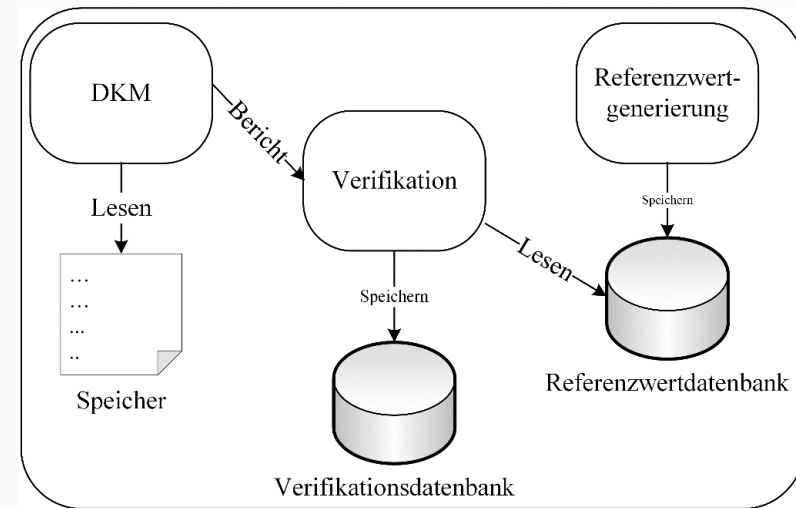 DKM
Referenzwert-
generierung
Bericht
Verifikation
Lesen
Speichern
Lesen
Speichern
…
…
...
..
Speicher
Referenzwertdatenbank
Verifikationsdatenbank